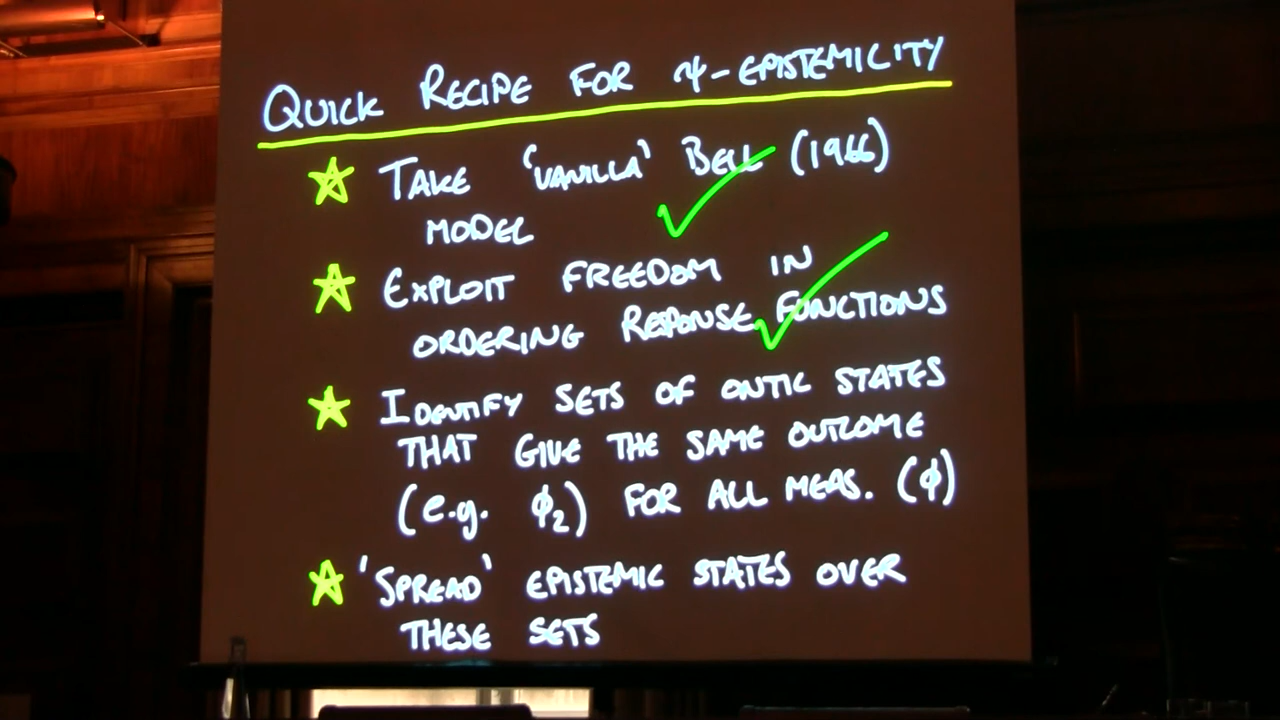 QUICK RECIPE FOR ψ-EPISTEMICITY
TAKE 'VANILLA' BELL (1966)
MODEL
EXPLOIT FREEDOM IN
ORDERING RESPONSE FUNCTIONS
IDENTIFY SETS OF ONTIC STATES
THAT GIVE THE SAME OUTCOME
(e.g. ϕ₂) FOR ALL MEAS. (ϕ)
'SPREAD' EPISTEMIC STATES OVER
THESE SETS